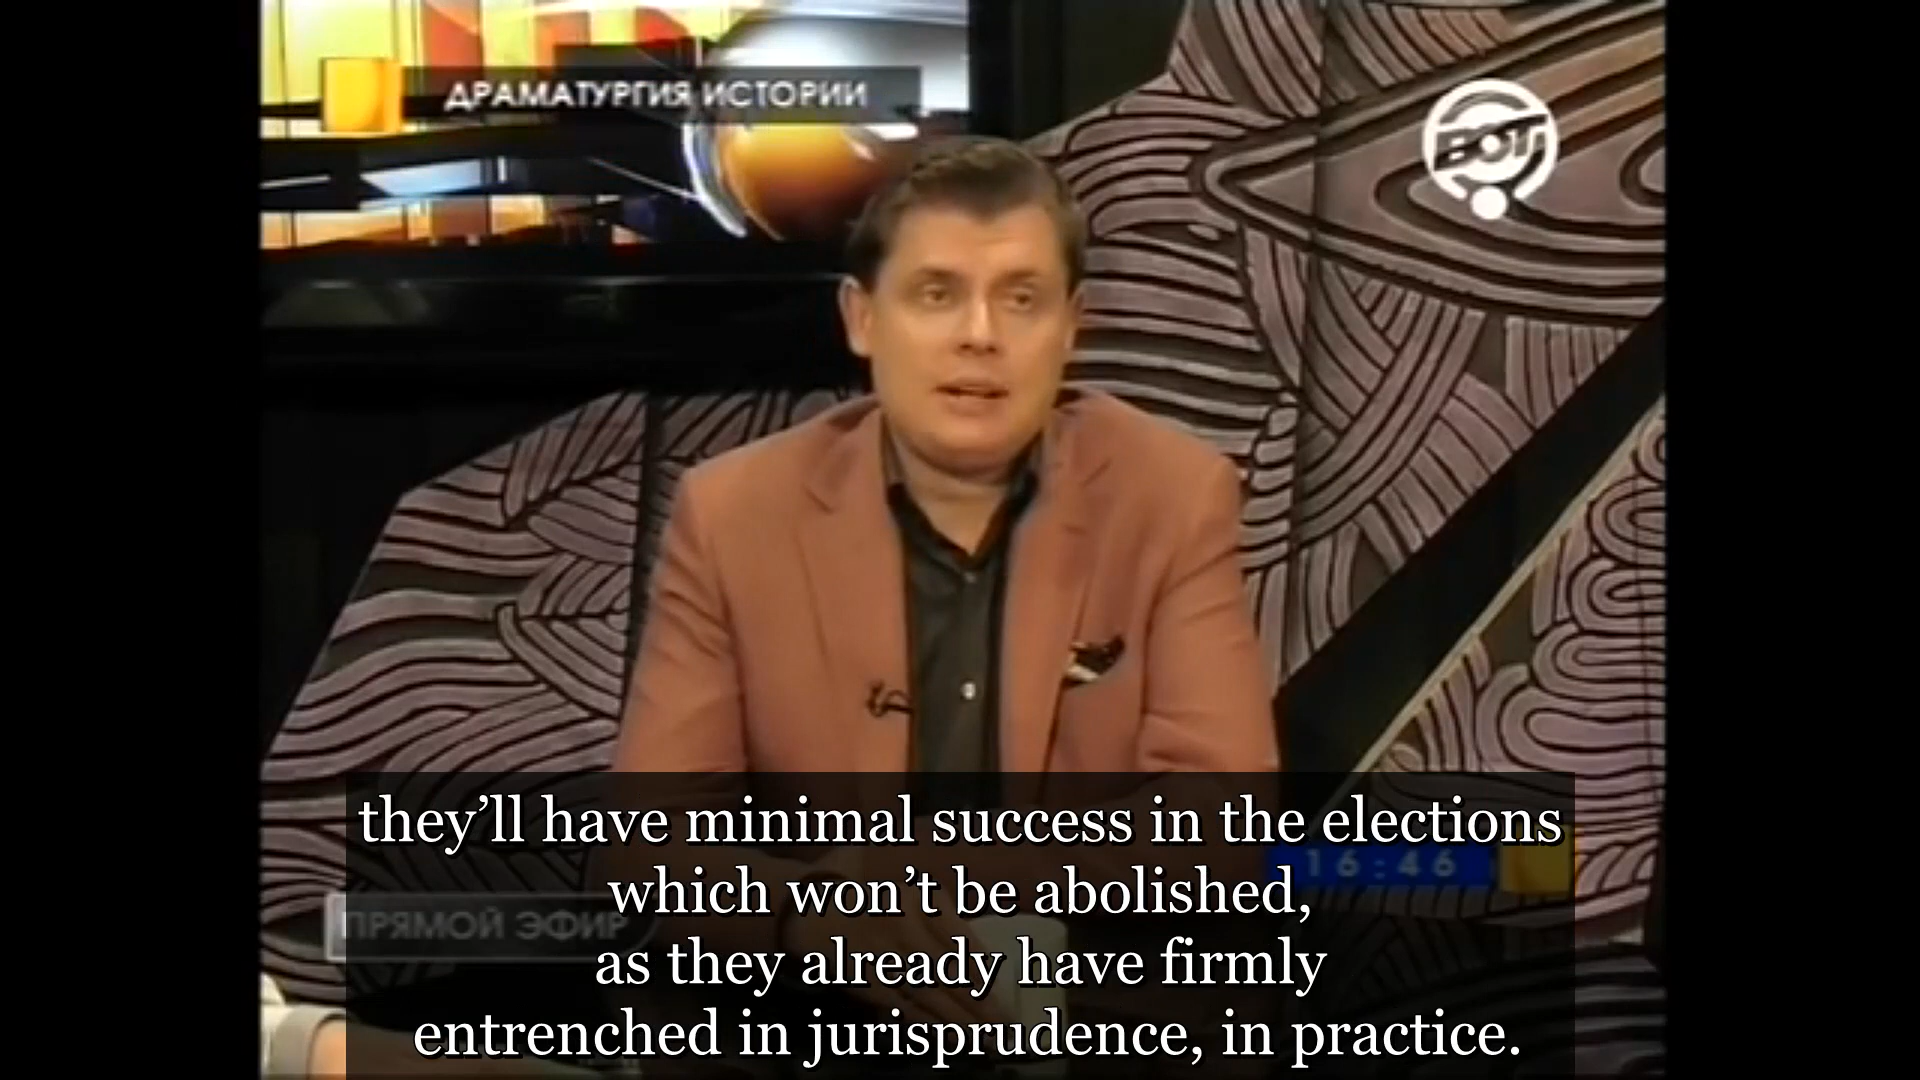 ДРАМАТУРГИЯ ИСТОРИИ
ВОТ!
they’ll have minimal success in the elections
which won’t be abolished,
as they already have firmly
entrenched in jurisprudence, in practice.
16:46
ПРЯМОЙ ЭФИР